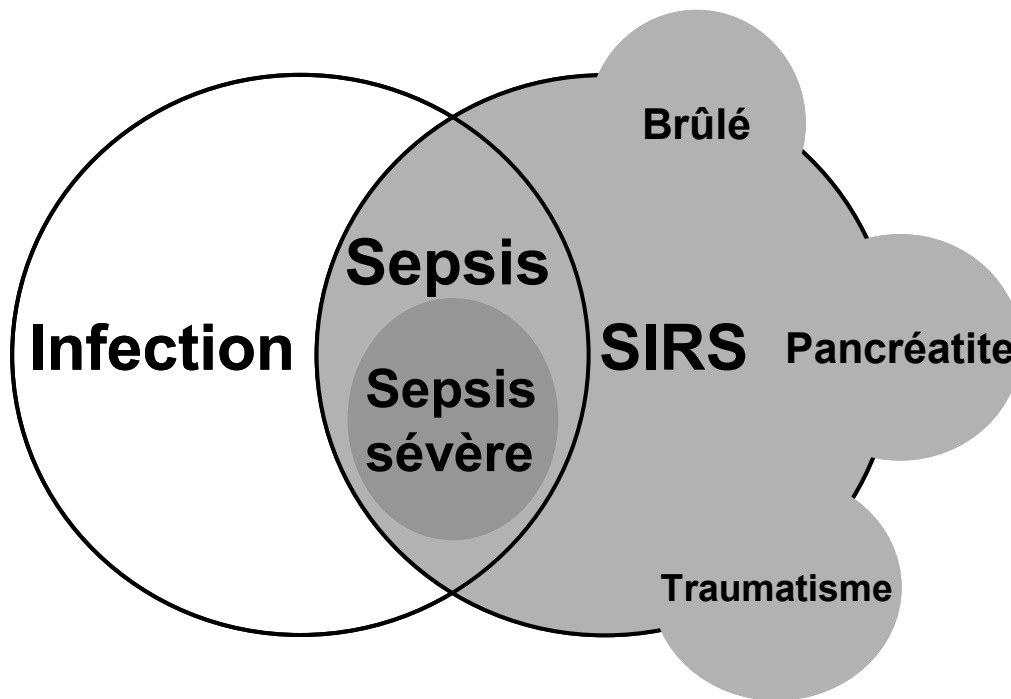 Brûlé
Sepsis
Infection
SIRS
Pancréatite
Sepsis
sévère
Traumatisme